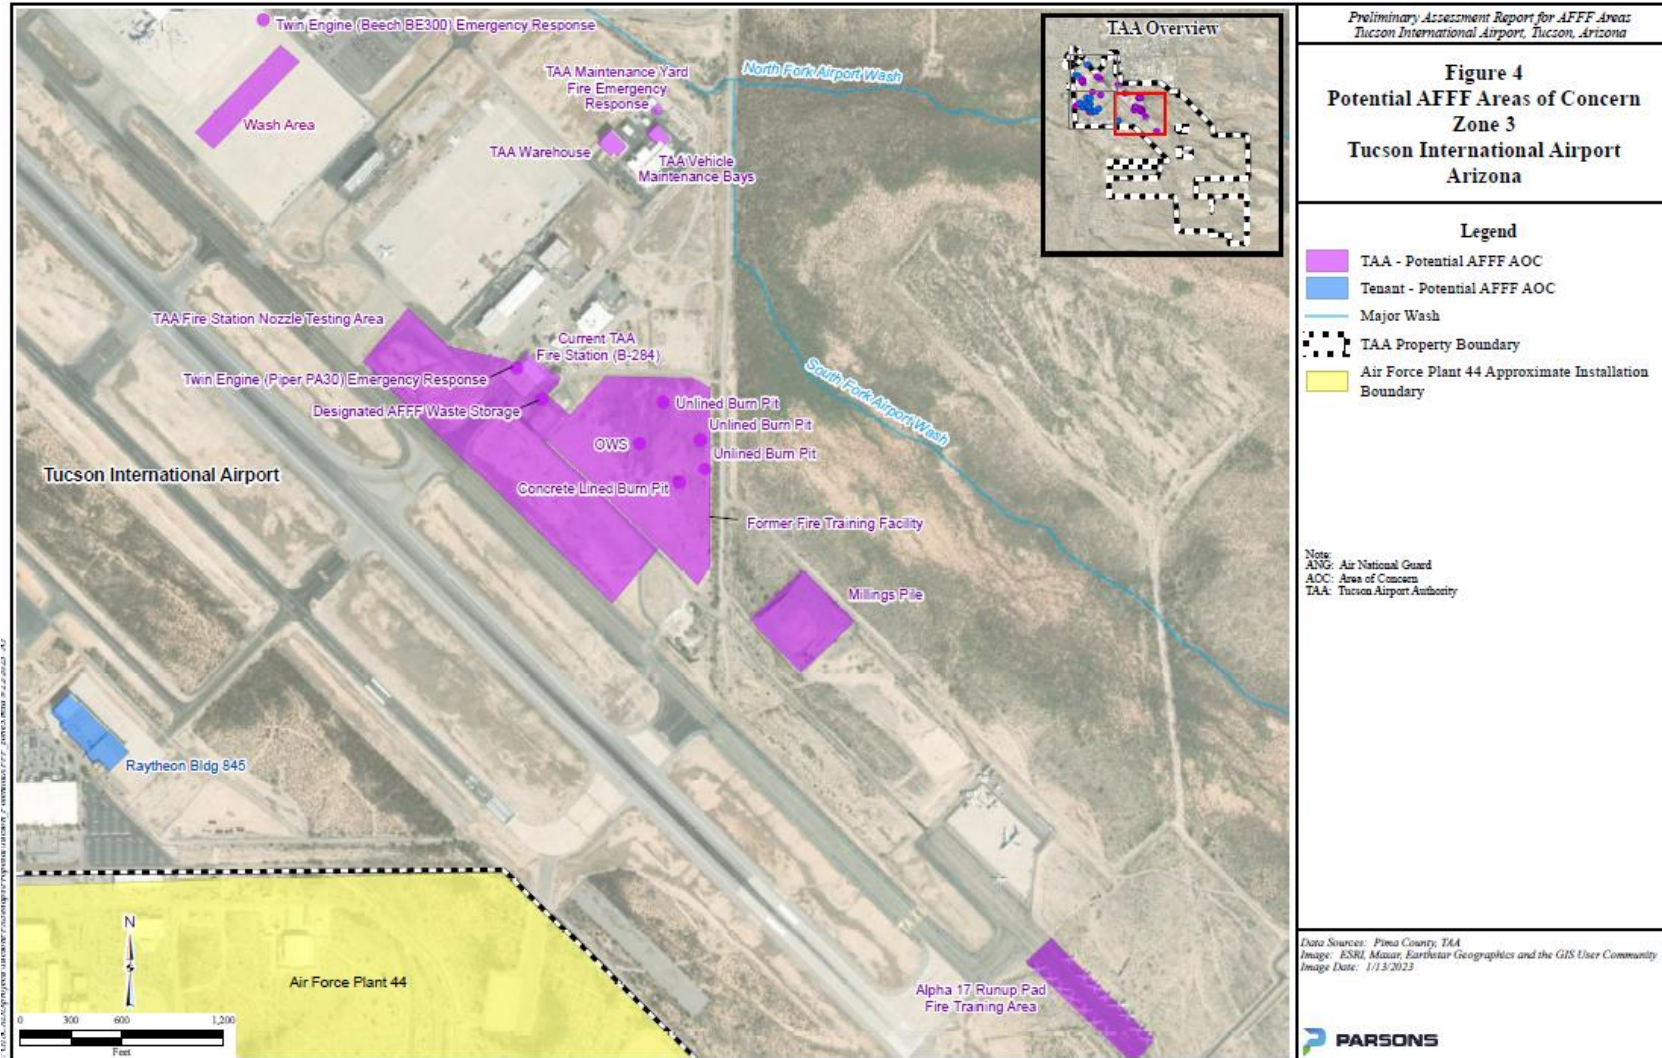 Preliminary Assessment Report for AFFF Areas
Tucson International Airport, Tucson, Arizona
Figure 4
Potential AFFF Areas of Concern
Zone 3
Tucson International Airport
Arizona
Legend
TAA - Potential AFFF AOC
Tenant - Potential AFFF AOC
Major Wash
TAA Property Boundary
Air Force Plant 44 Approximate Installation
Boundary
Note:
ANG: Air National Guard
AOC: Area of Concern
TAA: Tucson Airport Authority
Data Sources: Pima County, TAA
Image: ESRI, Maxar, Earthstar Geographics and the GIS User Community
Image Date: 1/13/2023
PARSONS
TAA Overview
Twin Engine (Beech BE300) Emergency Response
Wash Area
TAA Maintenance Yard
Fire Emergency
Response
TAA Warehouse
TAA Vehicle
Maintenance Bays
North Fork Airport Wash
South Fork Airport Wash
TAA Fire Station Nozzle Testing Area
Current TAA
Fire Station (B-284)
Twin Engine (Piper PA30) Emergency Response
Designated AFFF Waste Storage
Unlined Burn Pit
Unlined Burn Pit
OWS
Unlined Burn Pit
Concrete Lined Burn Pit
Tucson International Airport
Former Fire Training Facility
Millings Pile
Raytheon Bldg 845
Air Force Plant 44
Alpha 17 Runup Pad
Fire Training Area
N
0 300 600 1,200
Feet